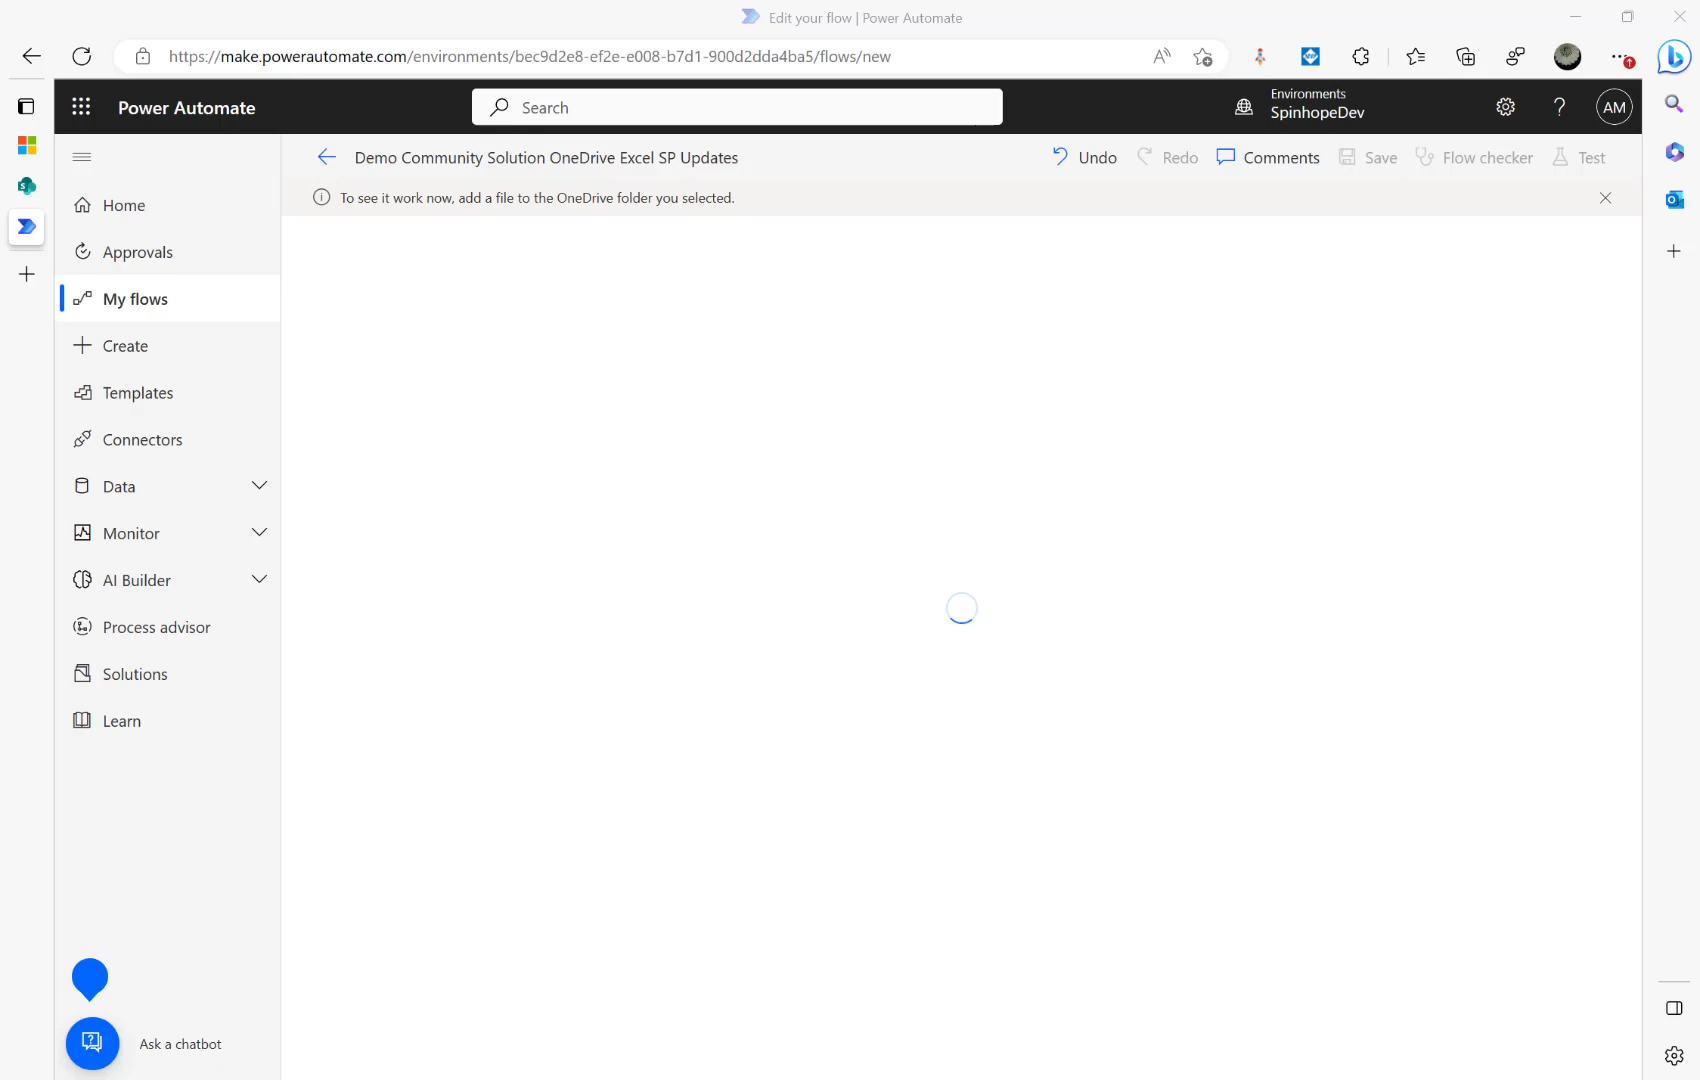 Edit your flow | Power Automate
https://make.powerautomate.com/environments/bec9d2e8-ef2e-e008-b7d1-900d2dda4ba5/flows/new
Power Automate
Search
Environments
SpinhopeDev
AM
Demo Community Solution OneDrive Excel SP Updates
Undo
Redo
Comments
Save
Flow checker
Test
To see it work now, add a file to the OneDrive folder you selected.
Home
Approvals
My flows
Create
Templates
Connectors
Data
Monitor
AI Builder
Process advisor
Solutions
Learn
Ask a chatbot